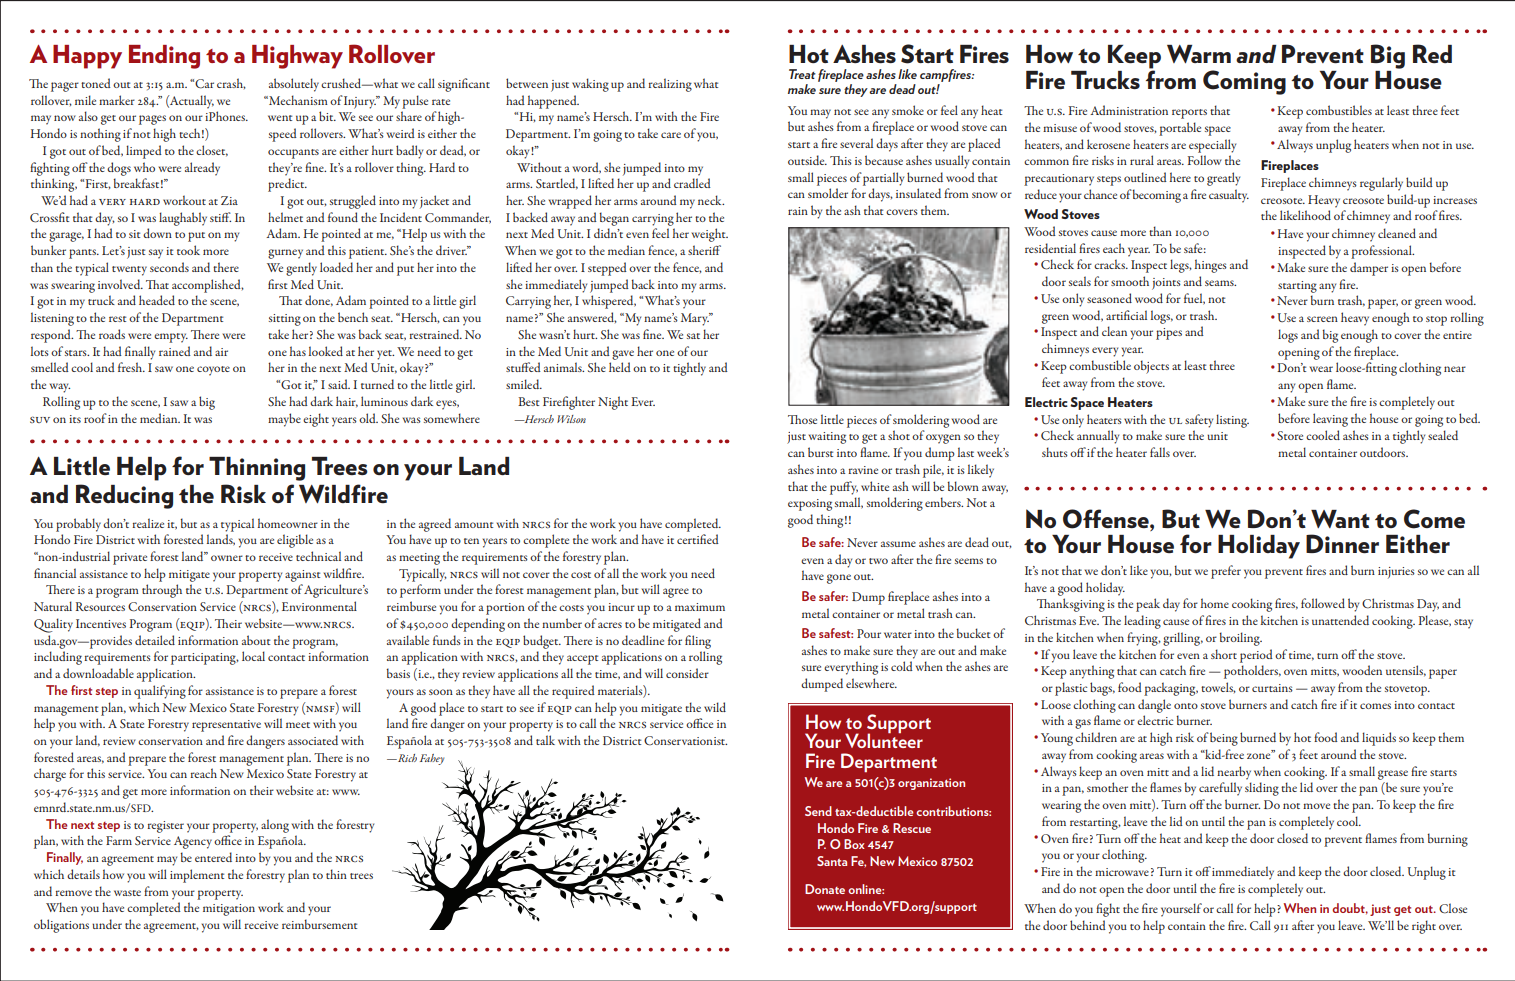 A Happy Ending to a Highway Rollover
The pager toned out at 3:15 a.m. “Car crash,
rollover, mile marker 284.” (Actually, we
may now also get our pages on our iPhones.
Hondo is nothing if not high tech!)
I got out of bed, limped to the closet,
fighting off the dogs who were already
thinking, “First, breakfast!”
We’d had a VERY HARD workout at Zia
Crossfit that day, so I was laughably stiff. In
the garage, I had to sit down to put on my
bunker pants. Let’s just say it took more
than the typical twenty seconds and there
was swearing involved. That accomplished,
I got in my truck and headed to the scene,
listening to the rest of the Department
respond. The roads were empty. There were
lots of stars. It had finally rained and air
smelled cool and fresh. I saw one coyote on
the way.
Rolling up to the scene, I saw a big
SUV on its roof in the median. It was
absolutely crushed—what we call significant
“Mechanism of Injury.” My pulse rate
went up a bit. We see our share of high-
speed rollovers. What’s weird is either the
occupants are either hurt badly or dead, or
they’re fine. It’s a rollover thing. Hard to
predict.
I got out, struggled into my jacket and
helmet and found the Incident Commander,
Adam. He pointed at me, “Help us with the
gurney and this patient. She’s the driver.”
We gently loaded her and put her into the
first Med Unit.
That done, Adam pointed to a little girl
sitting on the bench seat. “Hersch, can you
take her? She was back seat, restrained. No
one has looked at her yet. We need to get
her in the next Med Unit, okay?”
“Got it,” I said. I turned to the little girl.
She had dark hair, luminous dark eyes,
maybe eight years old. She was somewhere
between just waking up and realizing what
had happened.
“Hi, my name’s Hersch. I’m with the Fire
Department. I’m going to take care of you,
okay!”
Without a word, she jumped into my
arms. Startled, I lifted her up and cradled
her. She wrapped her arms around my neck.
I backed away and began carrying her to the
next Med Unit. I didn’t even feel her weight.
When we got to the median fence, a sheriff
lifted her over. I stepped over the fence, and
she immediately jumped back into my arms.
Carrying her, I whispered, “What’s your
name?” She answered, “My name’s Mary.”
She wasn’t hurt. She was fine. We sat her
in the Med Unit and gave her one of our
stuffed animals. She held on to it tightly and
smiled.
Best Firefighter Night Ever.
—Hersch Wilson
A Little Help for Thinning Trees on your Land
and Reducing the Risk of Wildfire
You probably don’t realize it, but as a typical homeowner in the
Hondo Fire District with forested lands, you are eligible as a
“non-industrial private forest land” owner to receive technical and
financial assistance to help mitigate your property against wildfire.
There is a program through the U.S. Department of Agriculture’s
Natural Resources Conservation Service (NRCS), Environmental
Quality Incentives Program (EQIP). Their website—www.NRCS.
usda.gov—provides detailed information about the program,
including requirements for participating, local contact information
and a downloadable application.
The first step in qualifying for assistance is to prepare a forest
management plan, which New Mexico State Forestry (NMSF) will
help you with. A State Forestry representative will meet with you
on your land, review conservation and fire dangers associated with
forested areas, and prepare the forest management plan. There is no
charge for this service. You can reach New Mexico State Forestry at
505-476-3325 and get more information on their website at: www.
emnrd.state.nm.us/SFD.
The next step is to register your property, along with the forestry
plan, with the Farm Service Agency office in Española.
Finally, an agreement may be entered into by you and the NRCS
which details how you will implement the forestry plan to thin trees
and remove the waste from your property.
When you have completed the mitigation work and your
obligations under the agreement, you will receive reimbursement
in the agreed amount with NRCS for the work you have completed.
You have up to ten years to complete the work and have it certified
as meeting the requirements of the forestry plan.
Typically, NRCS will not cover the cost of all the work you need
to perform under the forest management plan, but will agree to
reimburse you for a portion of the costs you incur up to a maximum
of $450,000 depending on the number of acres to be mitigated and
available funds in the EQIP budget. There is no deadline for filing
an application with NRCS, and they accept applications on a rolling
basis (i.e., they review applications all the time, and will consider
yours as soon as they have all the required materials).
A good place to start to see if EQIP can help you mitigate the wild
land fire danger on your property is to call the NRCS service office in
Española at 505-753-3508 and talk with the District Conservationist.
—Rich Fahey
Hot Ashes Start Fires
Treat fireplace ashes like campfires:
make sure they are dead out!
You may not see any smoke or feel any heat
but ashes from a fireplace or wood stove can
start a fire several days after they are placed
outside. This is because ashes usually contain
small pieces of partially burned wood that
can smolder for days, insulated from snow or
rain by the ash that covers them.
Those little pieces of smoldering wood are
just waiting to get a shot of oxygen so they
can burst into flame. If you dump last week’s
ashes into a ravine or trash pile, it is likely
that the puffy, white ash will be blown away,
exposing small, smoldering embers. Not a
good thing!!
Be safe: Never assume ashes are dead out,
even a day or two after the fire seems to
have gone out.
Be safer: Dump fireplace ashes into a
metal container or metal trash can.
Be safest: Pour water into the bucket of
ashes to make sure they are out and make
sure everything is cold when the ashes are
dumped elsewhere.
How to Support
Your Volunteer
Fire Department
We are a 501(c)3 organization
Send tax-deductible contributions:
Hondo Fire & Rescue
P. O Box 4547
Santa Fe, New Mexico 87502
Donate online:
www.HondoVFD.org/support
How to Keep Warm and Prevent Big Red
Fire Trucks from Coming to Your House
The U.S. Fire Administration reports that
the misuse of wood stoves, portable space
heaters, and kerosene heaters are especially
common fire risks in rural areas. Follow the
precautionary steps outlined here to greatly
reduce your chance of becoming a fire casualty.
Wood Stoves
Wood stoves cause more than 10,000
residential fires each year. To be safe:
• Check for cracks. Inspect legs, hinges and
door seals for smooth joints and seams.
• Use only seasoned wood for fuel, not
green wood, artificial logs, or trash.
• Inspect and clean your pipes and
chimneys every year.
• Keep combustible objects at least three
feet away from the stove.
Electric Space Heaters
• Use only heaters with the UL safety listing.
• Check annually to make sure the unit
shuts off if the heater falls over.
• Keep combustibles at least three feet
away from the heater.
• Always unplug heaters when not in use.
Fireplaces
Fireplace chimneys regularly build up
creosote. Heavy creosote build-up increases
the likelihood of chimney and roof fires.
• Have your chimney cleaned and
inspected by a professional.
• Make sure the damper is open before
starting any fire.
• Never burn trash, paper, or green wood.
• Use a screen heavy enough to stop rolling
logs and big enough to cover the entire
opening of the fireplace.
• Don’t wear loose-fitting clothing near
any open flame.
• Make sure the fire is completely out
before leaving the house or going to bed.
• Store cooled ashes in a tightly sealed
metal container outdoors.
No Offense, But We Don’t Want to Come
to Your House for Holiday Dinner Either
It’s not that we don’t like you, but we prefer you prevent fires and burn injuries so we can all
have a good holiday.
Thanksgiving is the peak day for home cooking fires, followed by Christmas Day, and
Christmas Eve. The leading cause of fires in the kitchen is unattended cooking. Please, stay
in the kitchen when frying, grilling, or broiling.
• If you leave the kitchen for even a short period of time, turn off the stove.
• Keep anything that can catch fire — potholders, oven mitts, wooden utensils, paper
or plastic bags, food packaging, towels, or curtains — away from the stovetop.
• Loose clothing can dangle onto stove burners and catch fire if it comes into contact
with a gas flame or electric burner.
• Young children are at high risk of being burned by hot food and liquids so keep them
away from cooking areas with a “kid-free zone” of 3 feet around the stove.
• Always keep an oven mitt and a lid nearby when cooking. If a small grease fire starts
in a pan, smother the flames by carefully sliding the lid over the pan (be sure you’re
wearing the oven mitt). Turn off the burner. Do not move the pan. To keep the fire
from restarting, leave the lid on until the pan is completely cool.
• Oven fire? Turn off the heat and keep the door closed to prevent flames from burning
you or your clothing.
• Fire in the microwave? Turn it off immediately and keep the door closed. Unplug it
and do not open the door until the fire is completely out.
When do you fight the fire yourself or call for help? When in doubt, just get out. Close
the door behind you to help contain the fire. Call 911 after you leave. We’ll be right over.